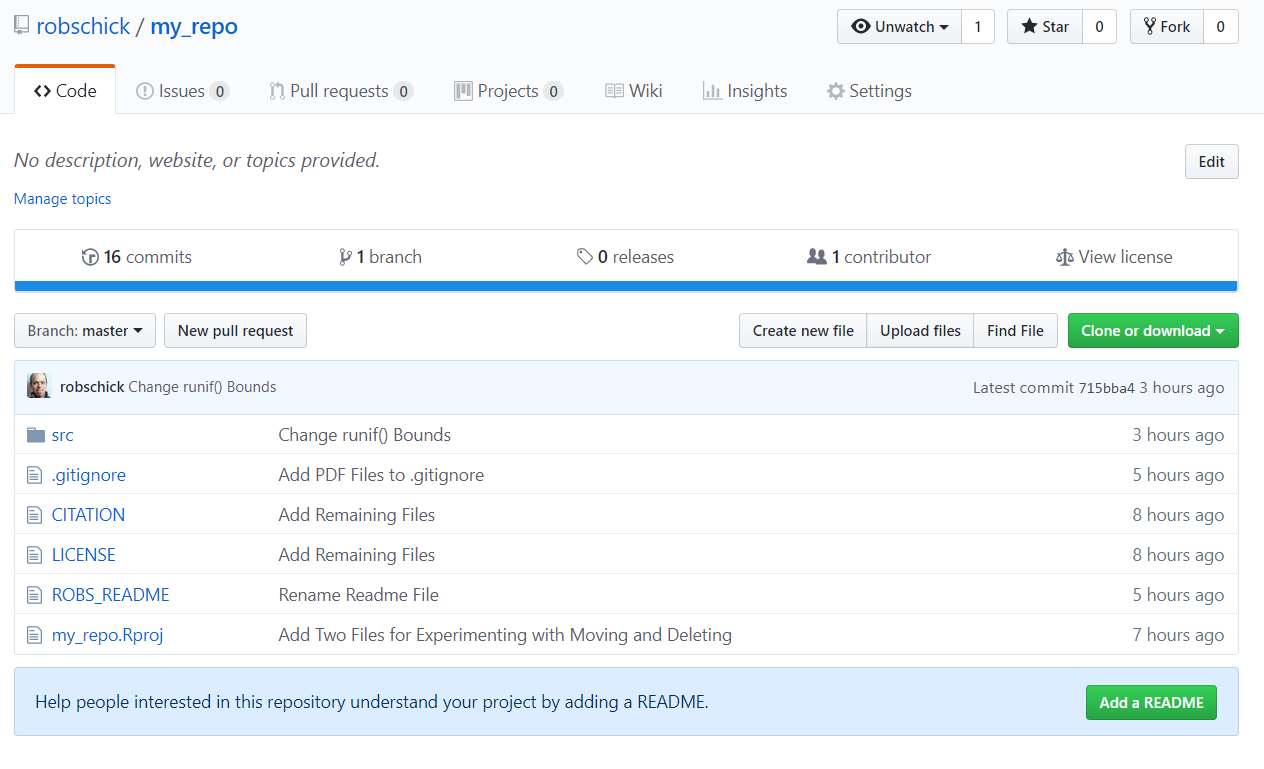 robschick / my_repo Unwatch 1 Star 0 Fork 0
Code Issues 0 Pull requests 0 Projects 0 Wiki Insights Settings
No description, website, or topics provided. Edit
Manage topics
16 commits 1 branch 0 releases 1 contributor View license
Branch: master New pull request Create new file Upload files Find File Clone or download
robschick Change runif() Bounds Latest commit 715bba4 3 hours ago
src Change runif() Bounds 3 hours ago
.gitignore Add PDF Files to .gitignore 5 hours ago
CITATION Add Remaining Files 8 hours ago
LICENSE Add Remaining Files 8 hours ago
ROBS_README Rename Readme File 5 hours ago
my_repo.Rproj Add Two Files for Experimenting with Moving and Deleting 7 hours ago
Help people interested in this repository understand your project by adding a README. Add a README